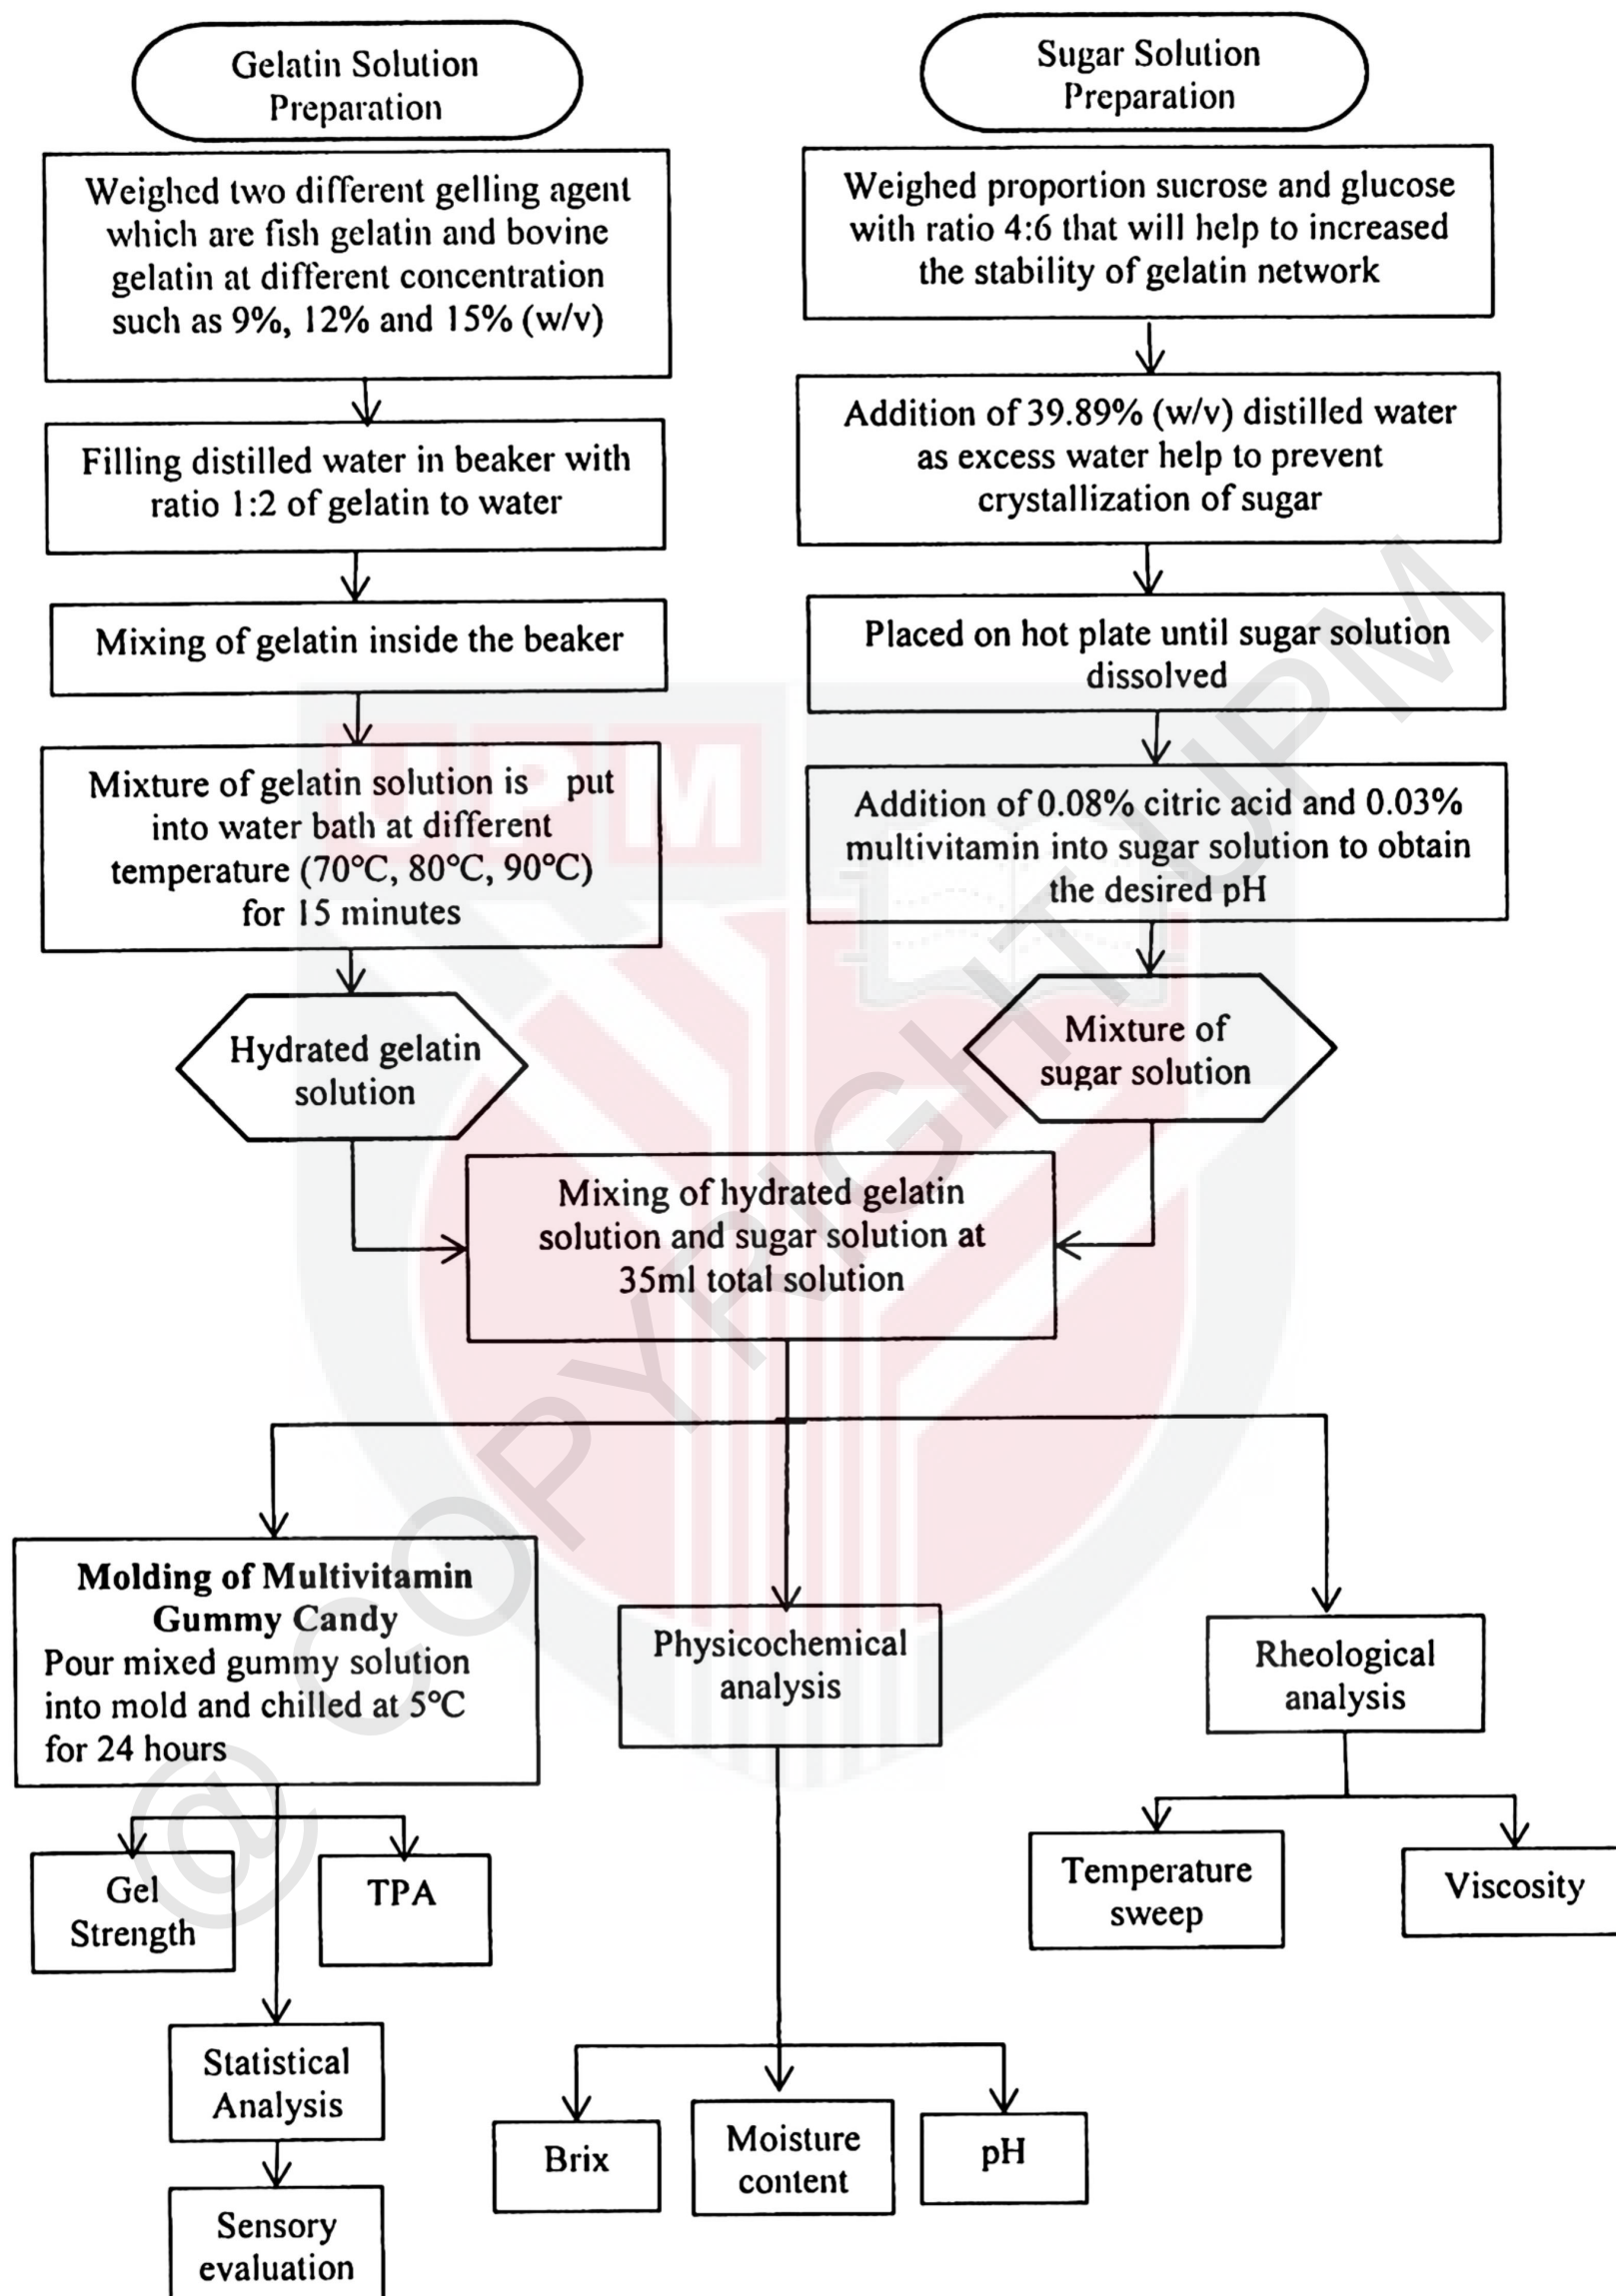 Gelatin Solution
Preparation
Weighed two different gelling agent
which are fish gelatin and bovine
gelatin at different concentration
such as 9%, 12% and 15% (w/v)
Filling distilled water in beaker with
ratio 1:2 of gelatin to water
Mixing of gelatin inside the beaker
Mixture of gelatin solution is put
into water bath at different
temperature (70°C, 80°C, 90°C)
for 15 minutes
Hydrated gelatin
solution
Sugar Solution
Preparation
Weighed proportion sucrose and glucose
with ratio 4:6 that will help to increased
the stability of gelatin network
Addition of 39.89% (w/v) distilled water
as excess water help to prevent
crystallization of sugar
Placed on hot plate until sugar solution
dissolved
Addition of 0.08% citric acid and 0.03%
multivitamin into sugar solution to obtain
the desired pH
Mixture of
sugar solution
Mixing of hydrated gelatin
solution and sugar solution at
35ml total solution
Molding of Multivitamin
Gummy Candy
Pour mixed gummy solution
into mold and chilled at 5°C
for 24 hours
Gel
Strength
TPA
Statistical
Analysis
Sensory
evaluation
Physicochemical
analysis
Brix
Moisture
content
pH
Rheological
analysis
Temperature
sweep
Viscosity
UPM
@ COPYRIGHT UPM